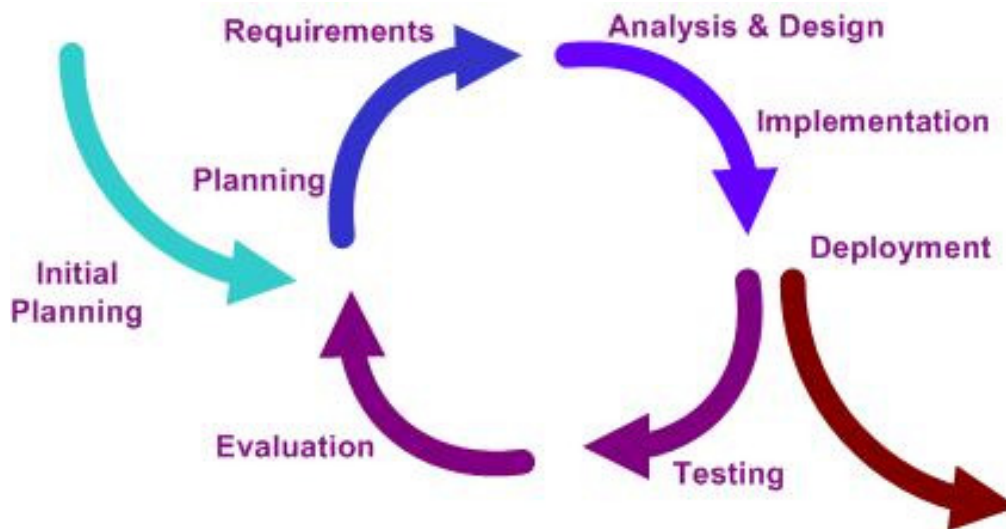 Requirements
Analysis & Design
Implementation
Planning
Deployment
Initial
Planning
Evaluation
Testing